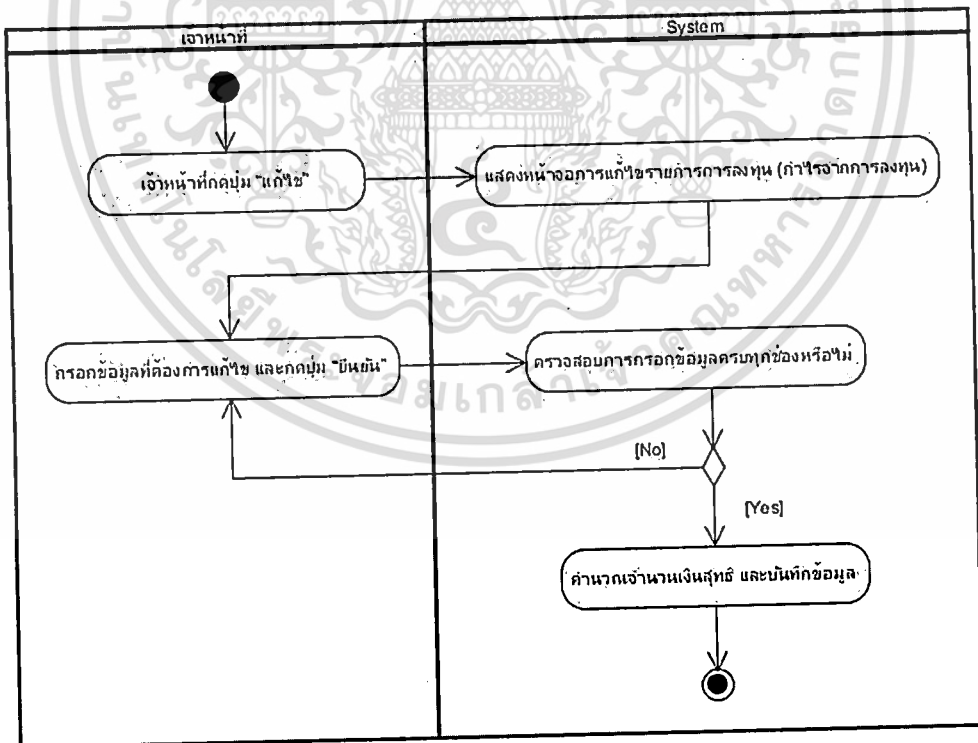 เจ้าหน้าที่
System
เจ้าหน้าที่กดปุ่ม "แก้ไข"
แสดงหน้าจอการแก้ไขรายการการลงทุน (กำไรจากการลงทุน)
กรอกข้อมูลที่ต้องการแก้ไข และกดปุ่ม "ยืนยัน"
ตรวจสอบการกรอกข้อมูลครบทุกช่องหรือไม่
[No]
[Yes]
คำนวณจำนวนเงินสุทธิ และบันทึกข้อมูล